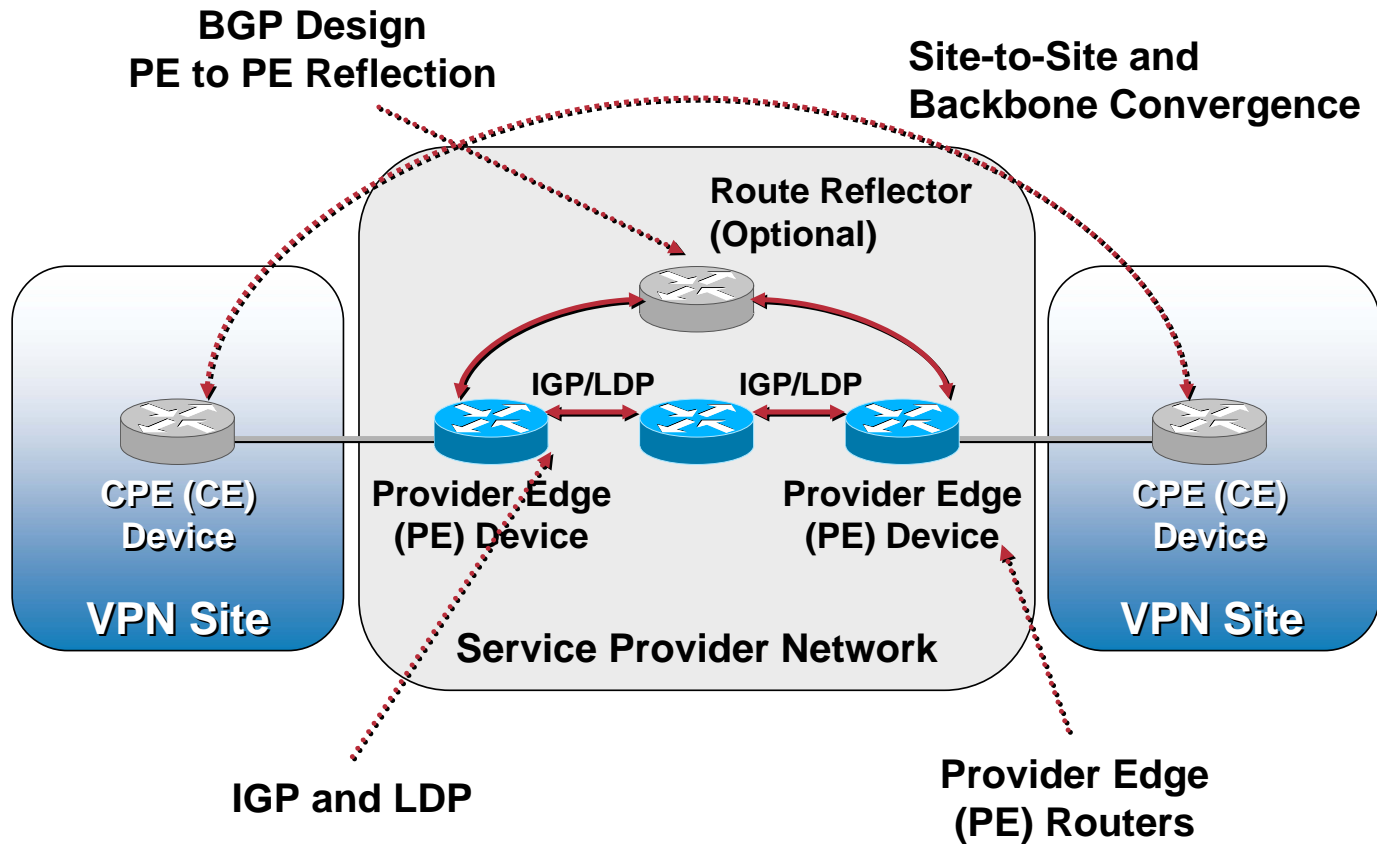 BGP Design
PE to PE Reflection
Site-to-Site and
Backbone Convergence
Route Reflector
(Optional)
IGP/LDP
IGP/LDP
CPE (CE)
Device
Provider Edge
(PE) Device
Provider Edge
(PE) Device
CPE (CE)
Device
VPN Site
VPN Site
Service Provider Network
IGP and LDP
Provider Edge
(PE) Routers